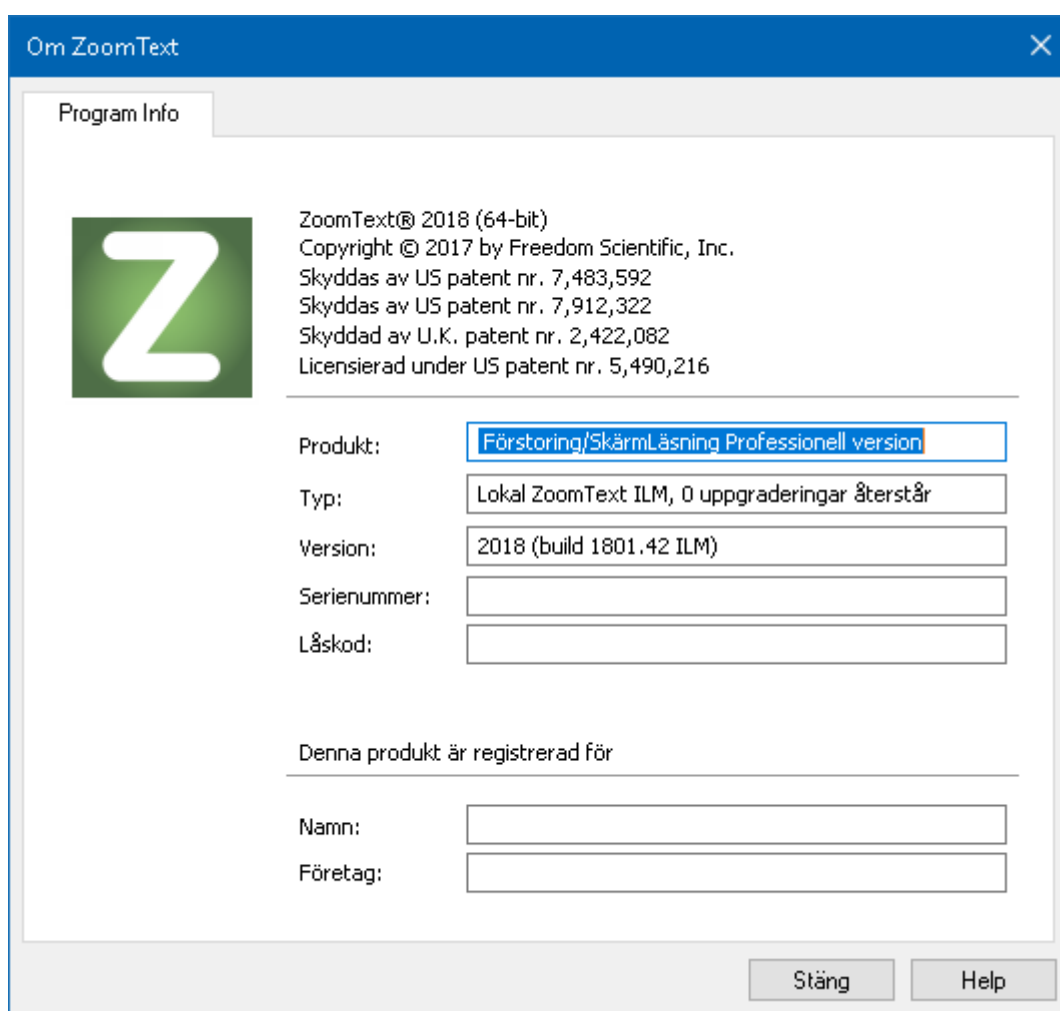 Om ZoomText
Program Info
ZoomText® 2018 (64-bit)
Copyright © 2017 by Freedom Scientific, Inc.
Skyddas av US patent nr. 7,483,592
Skyddas av US patent nr. 7,912,322
Skyddad av U.K. patent nr. 2,422,082
Licensierad under US patent nr. 5,490,216
Produkt: Förstoring/SkärmLäsning Professionell version
Typ: Lokal ZoomText ILM, 0 uppgraderingar återstår
Version: 2018 (build 1801.42 ILM)
Serienummer:
Låskod:
Denna produkt är registrerad för
Namn:
Företag:
Stäng Help